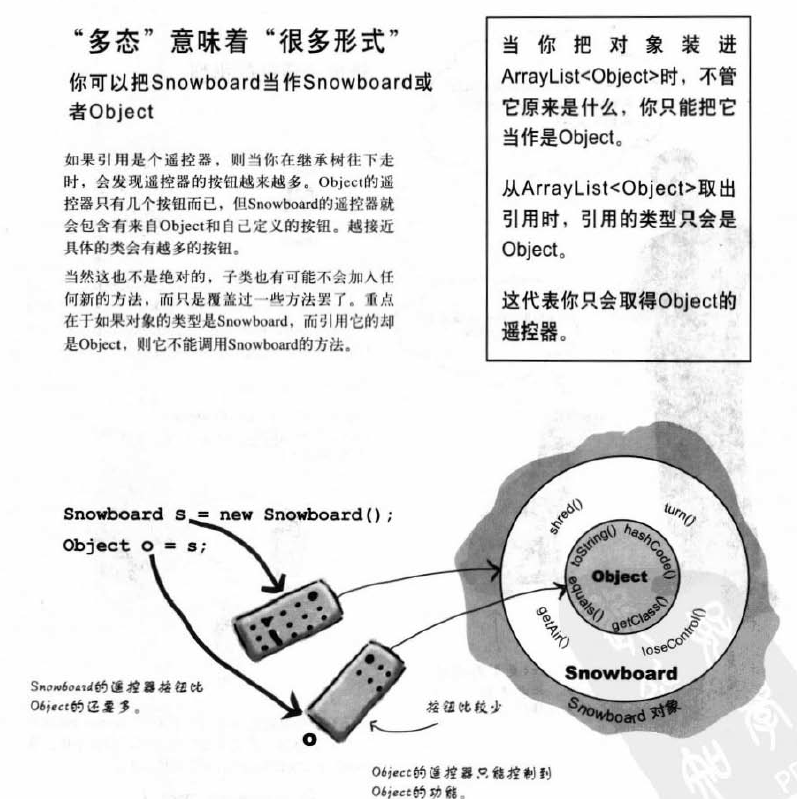 “多态”意味着“很多形式”
你可以把Snowboard当作Snowboard或
者Object
如果引用是个遥控器，则当你在继承树往下走
时，会发现遥控器的按钮越来越多。Object的遥
控器只有几个按钮而已，但Snowboard的遥控器就
会包含有来自Object和自己定义的按钮。越接近
具体的类会有越多的按钮。
当然这也不是绝对的，子类也有可能不会加入任
何新的方法，而只是覆盖过一些方法罢了。重点
在于如果对象的类型是Snowboard，而引用它的却
是Object，则它不能调用Snowboard的方法。
当你把对象装进
ArrayList<Object>时，不管
它原来是什么，你只能把它
当作是Object。
从ArrayList<Object>取出
引用时，引用的类型只会是
Object。
这代表你只会取得Object的
遥控器。
Snowboard s = new Snowboard();
Object o = s;
shred()
turn()
toString()
hashCode()
Object
equals()
getClass()
getAir()
loseControl()
Snowboard
Snowboard 对象
Snowboard的遥控器按钮比
Object的还要多。
o
按钮比较少
Object的遥控器只能控制到
Object的功能。